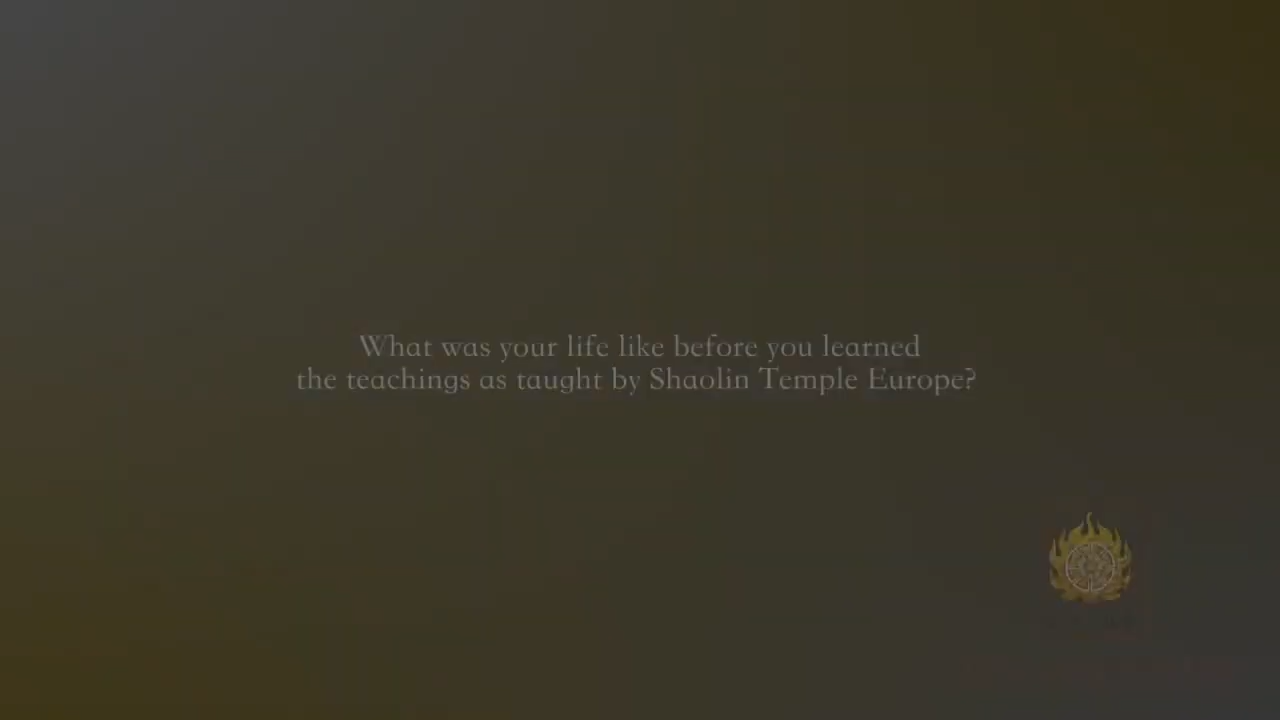 What was your life like before you learned
the teachings as taught by Shaolin Temple Europe?